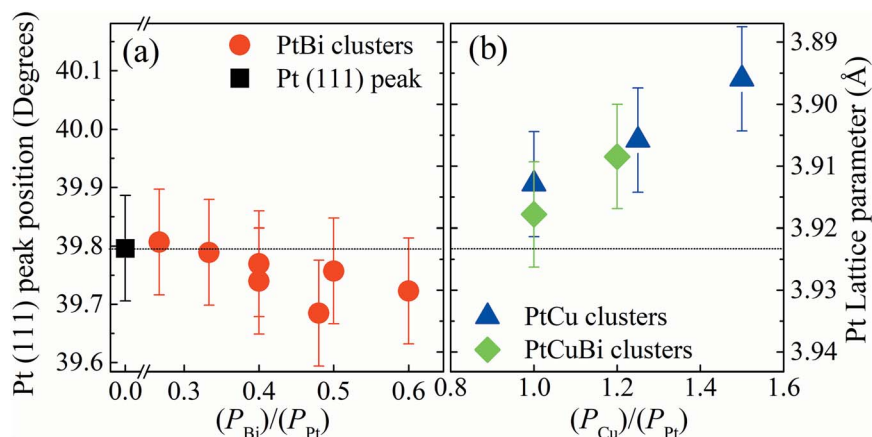 (a)
PtBi clusters
Pt (111) peak
Pt (111) peak position (Degrees)
40.1
40.0
39.9
39.8
39.7
39.6
0.0 0.3 0.4 0.5 0.6
(P_Bi)/(P_Pt)
(b)
PtCu clusters
PtCuBi clusters
0.8 1.0 1.2 1.4 1.6
(P_Cu)/(P_Pt)
3.89
3.90
3.91
3.92
3.93
3.94
Pt Lattice parameter (Å)